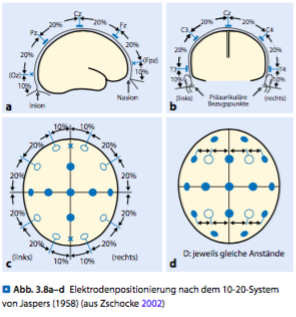 Cz
20% 20%
Pz Fz
20% 20%
(Oz) (Fpz)
10% 10%
Inion Nasion
a
Cz
20% 20%
C3 C4
20% 20%
T3 T4
10% 10%
(links) Präaurikuläre (rechts)
Bezugspunkte
b
10% 10%
20% 20%
20% 20%
20% 20%
20% 20%
(links) (rechts)
10% 10%
c
D: jeweils gleiche Anstände
d
Abb. 3.8a–d Elektrodenpositionierung nach dem 10-20-System
von Jaspers (1958) (aus Zschocke 2002)